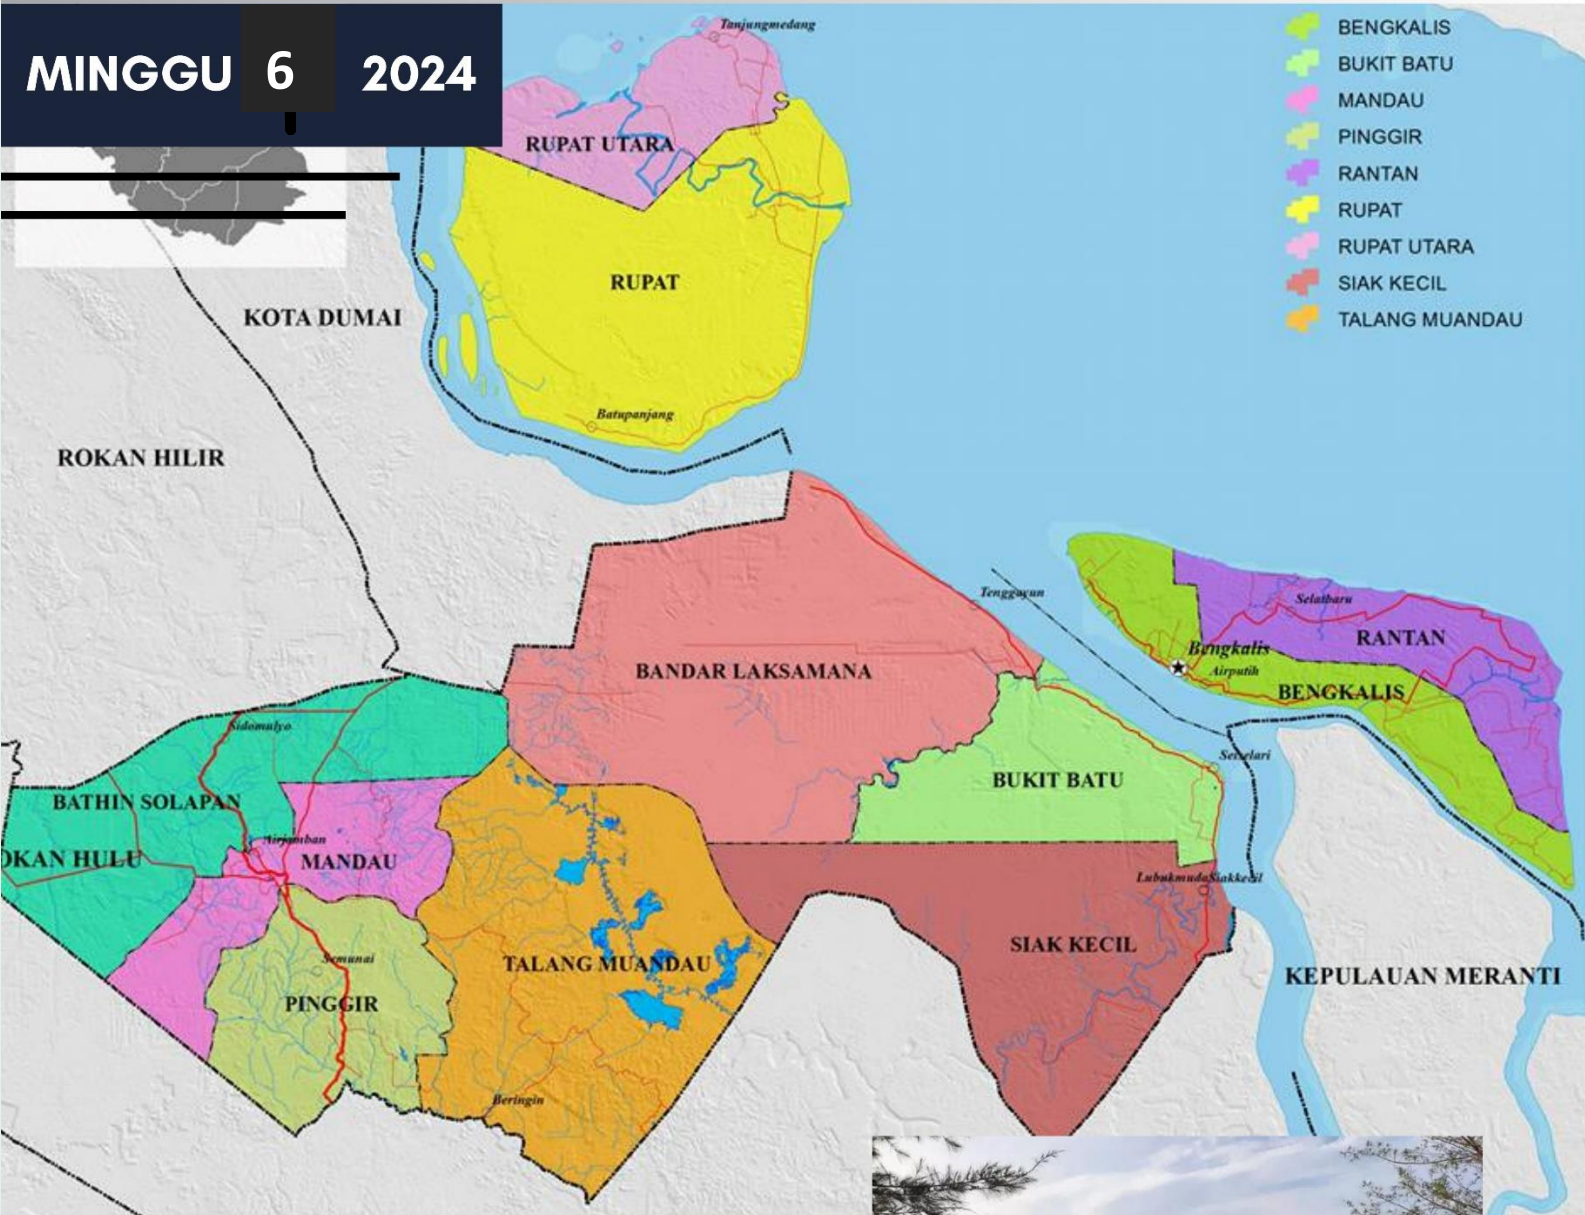 MINGGU 6 2024
Tanjungmedang
RUPAT UTARA
RUPAT
Batupanjang
KOTA DUMAI
ROKAN HILIR
BENGKALIS
BUKIT BATU
MANDAU
PINGGIR
RANTAN
RUPAT
RUPAT UTARA
SIAK KECIL
TALANG MUANDAU
Tenggayun
Selatbaru
RANTAN
Bengkalis
Airputih
BENGKALIS
BANDAR LAKSAMANA
Sidomulyo
Seiselari
BUKIT BATU
BATHIN SOLAPAN
Airjamban
OKAN HULU
MANDAU
LubukmudaSiakkecil
SIAK KECIL
TALANG MUANDAU
Semunai
PINGGIR
KEPULAUAN MERANTI
Beringin